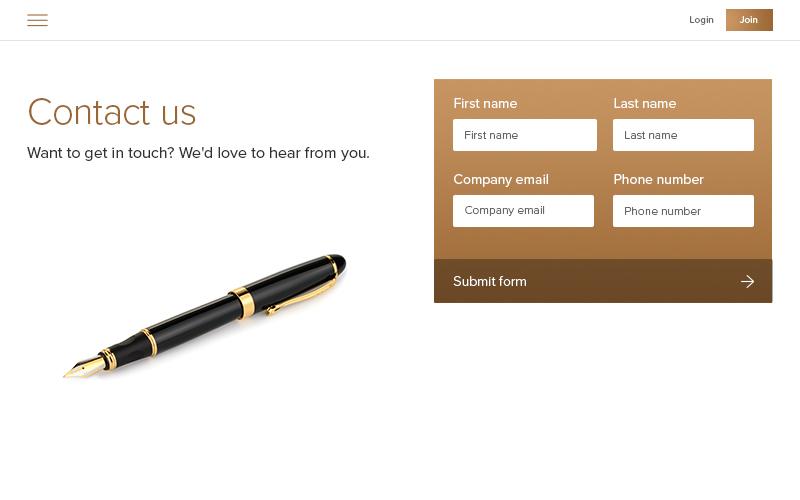 Login
Join
Contact us
Want to get in touch? We'd love to hear from you.
First name
Last name
First name
Last name
Company email
Phone number
Company email
Phone number
Submit form